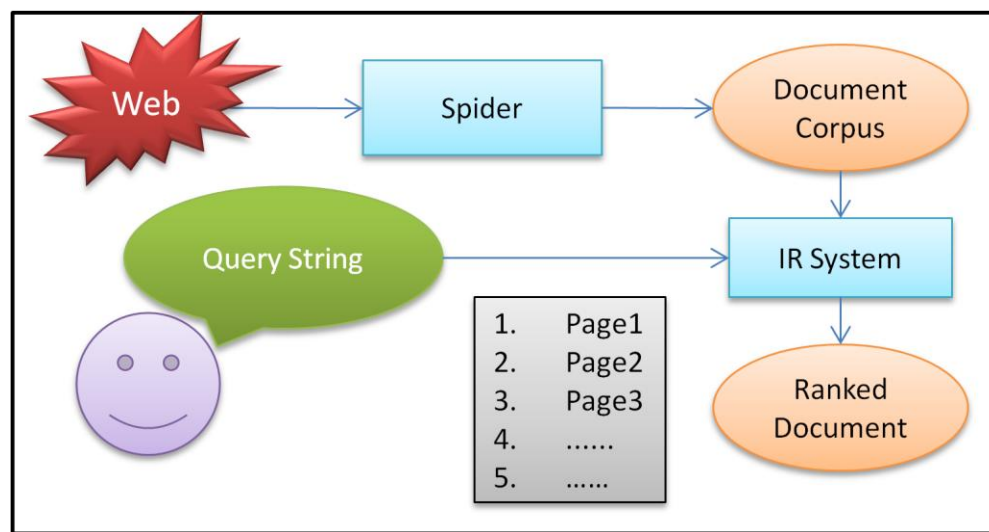 Web
Spider
Document
Corpus
Query String
IR System
1. Page1
2. Page2
3. Page3
4. ......
5. ......
Ranked
Document